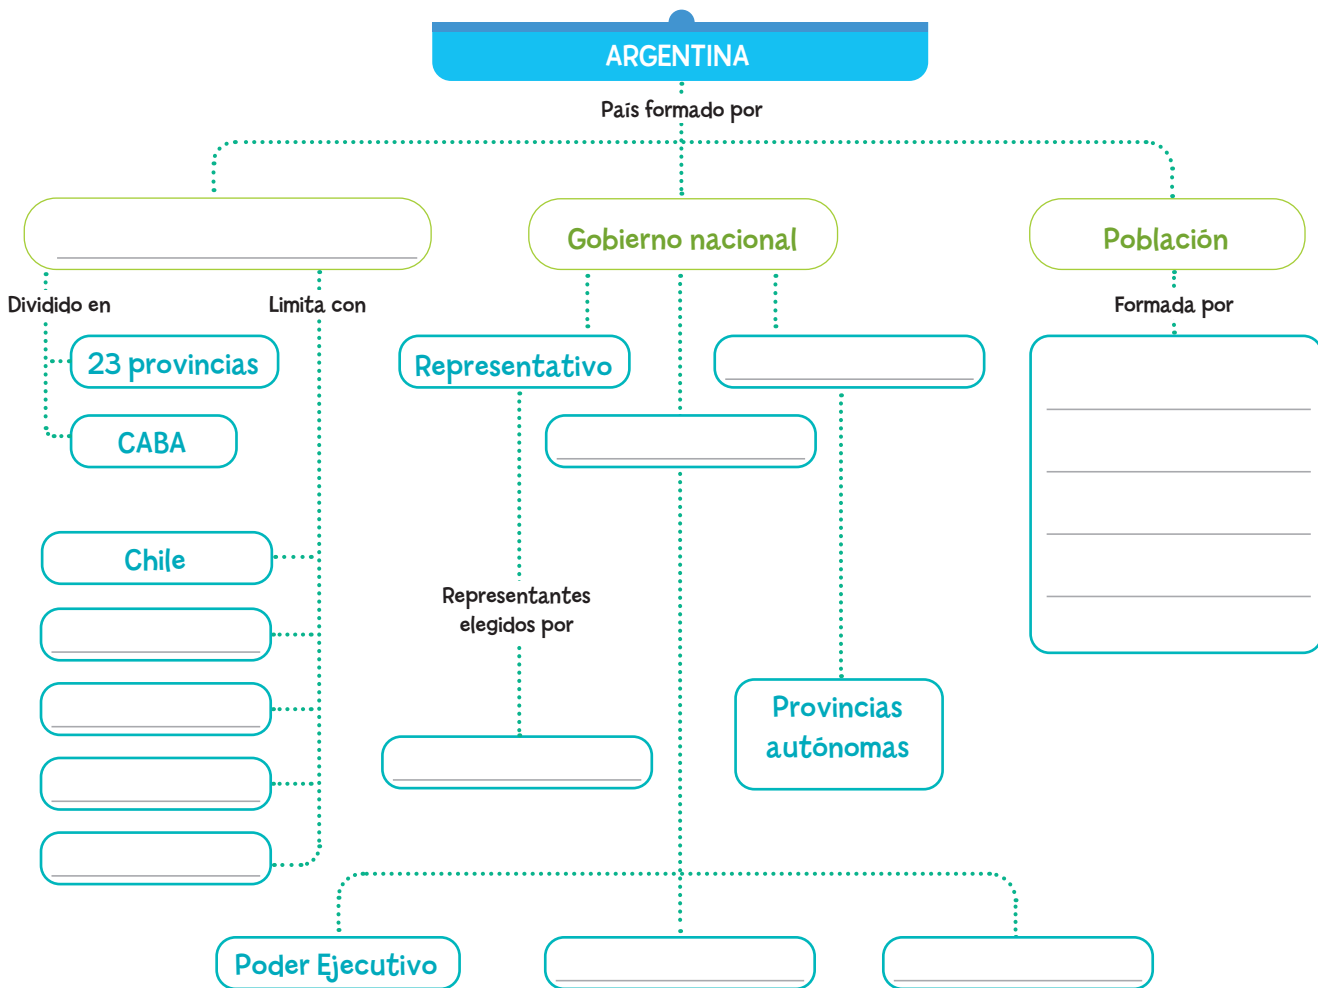 ARGENTINA
País formado por
Gobierno nacional
Población
Dividido en
Limita con
Formada por
23 provincias
Representativo
CABA
Chile
Representantes
elegidos por
Provincias
autónomas
Poder Ejecutivo